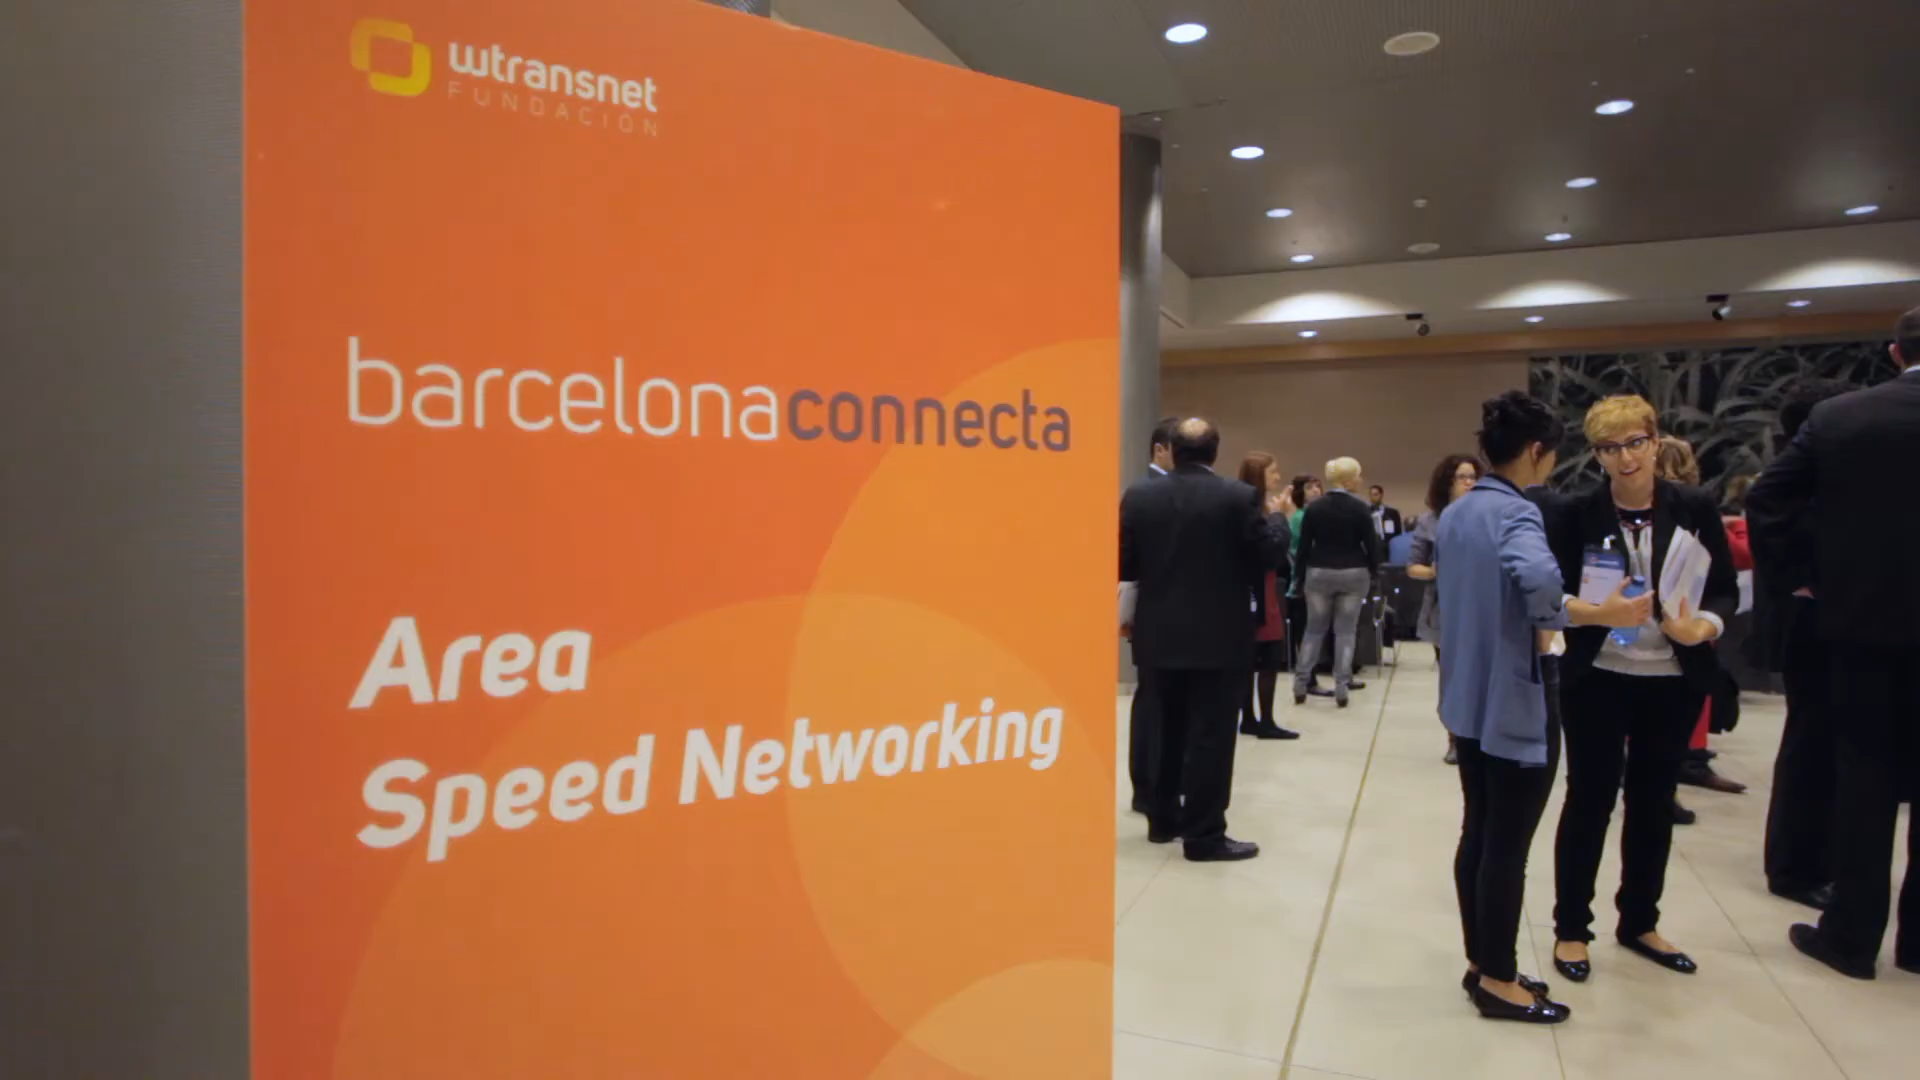 wtransnet
FUNDACIÓN
barcelonaconnecta
Area
Speed Networking